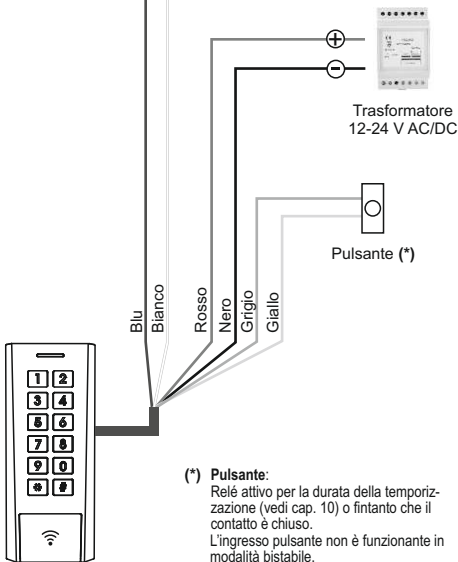 +
-
Trasformatore
12-24 V AC/DC
Pulsante (*)
Blu
Bianco
Rosso
Nero
Grigio
Giallo
1 2
3 4
5 6
7 8
9 0
* #
(*) Pulsante:
Relé attivo per la durata della temporiz-
zazione (vedi cap. 10) o fintanto che il
contatto è chiuso.
L'ingresso pulsante non è funzionante in
modalità bistabile.